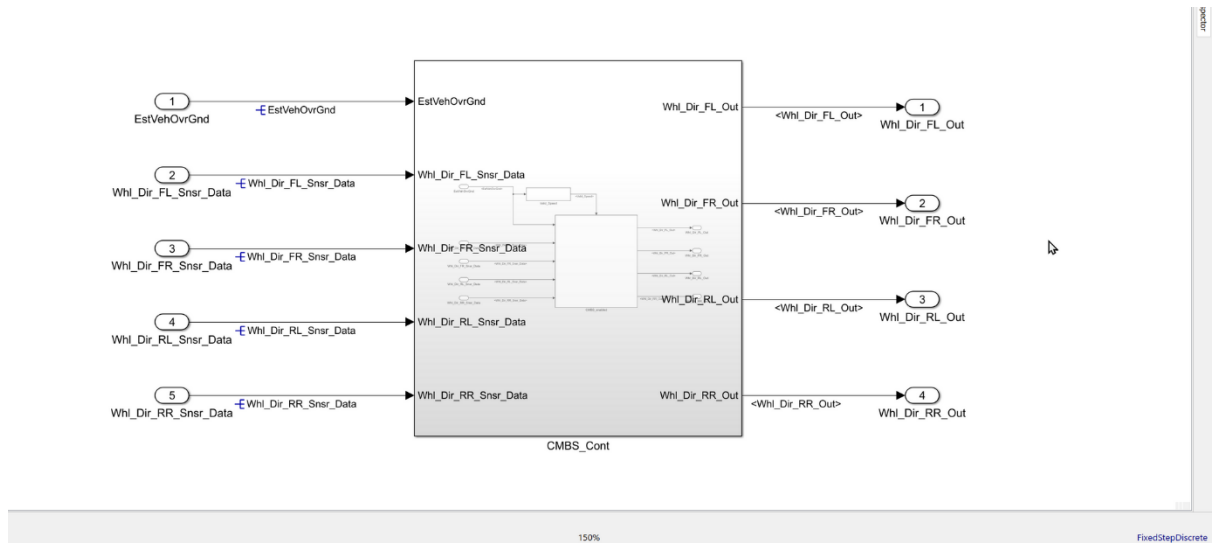 pector
1
EstVehOvrGnd
EstVehOvrGnd
EstVehOvrGnd
Whl_Dir_FL_Out
<Whl_Dir_FL_Out>
1
Whl_Dir_FL_Out
2
Whl_Dir_FL_Snsr_Data
Whl_Dir_FL_Snsr_Data
Whl_Dir_FL_Snsr_Data
Whl_Dir_FR_Out
<Whl_Dir_FR_Out>
2
Whl_Dir_FR_Out
3
Whl_Dir_FR_Snsr_Data
Whl_Dir_FR_Snsr_Data
Whl_Dir_FR_Snsr_Data
Whl_Dir_RL_Out
<Whl_Dir_RL_Out>
3
Whl_Dir_RL_Out
4
Whl_Dir_RL_Snsr_Data
Whl_Dir_RL_Snsr_Data
Whl_Dir_RL_Snsr_Data
5
Whl_Dir_RR_Snsr_Data
Whl_Dir_RR_Snsr_Data
Whl_Dir_RR_Snsr_Data
Whl_Dir_RR_Out
<Whl_Dir_RR_Out>
4
Whl_Dir_RR_Out
CMBS_Cont
150%
FixedStepDiscrete